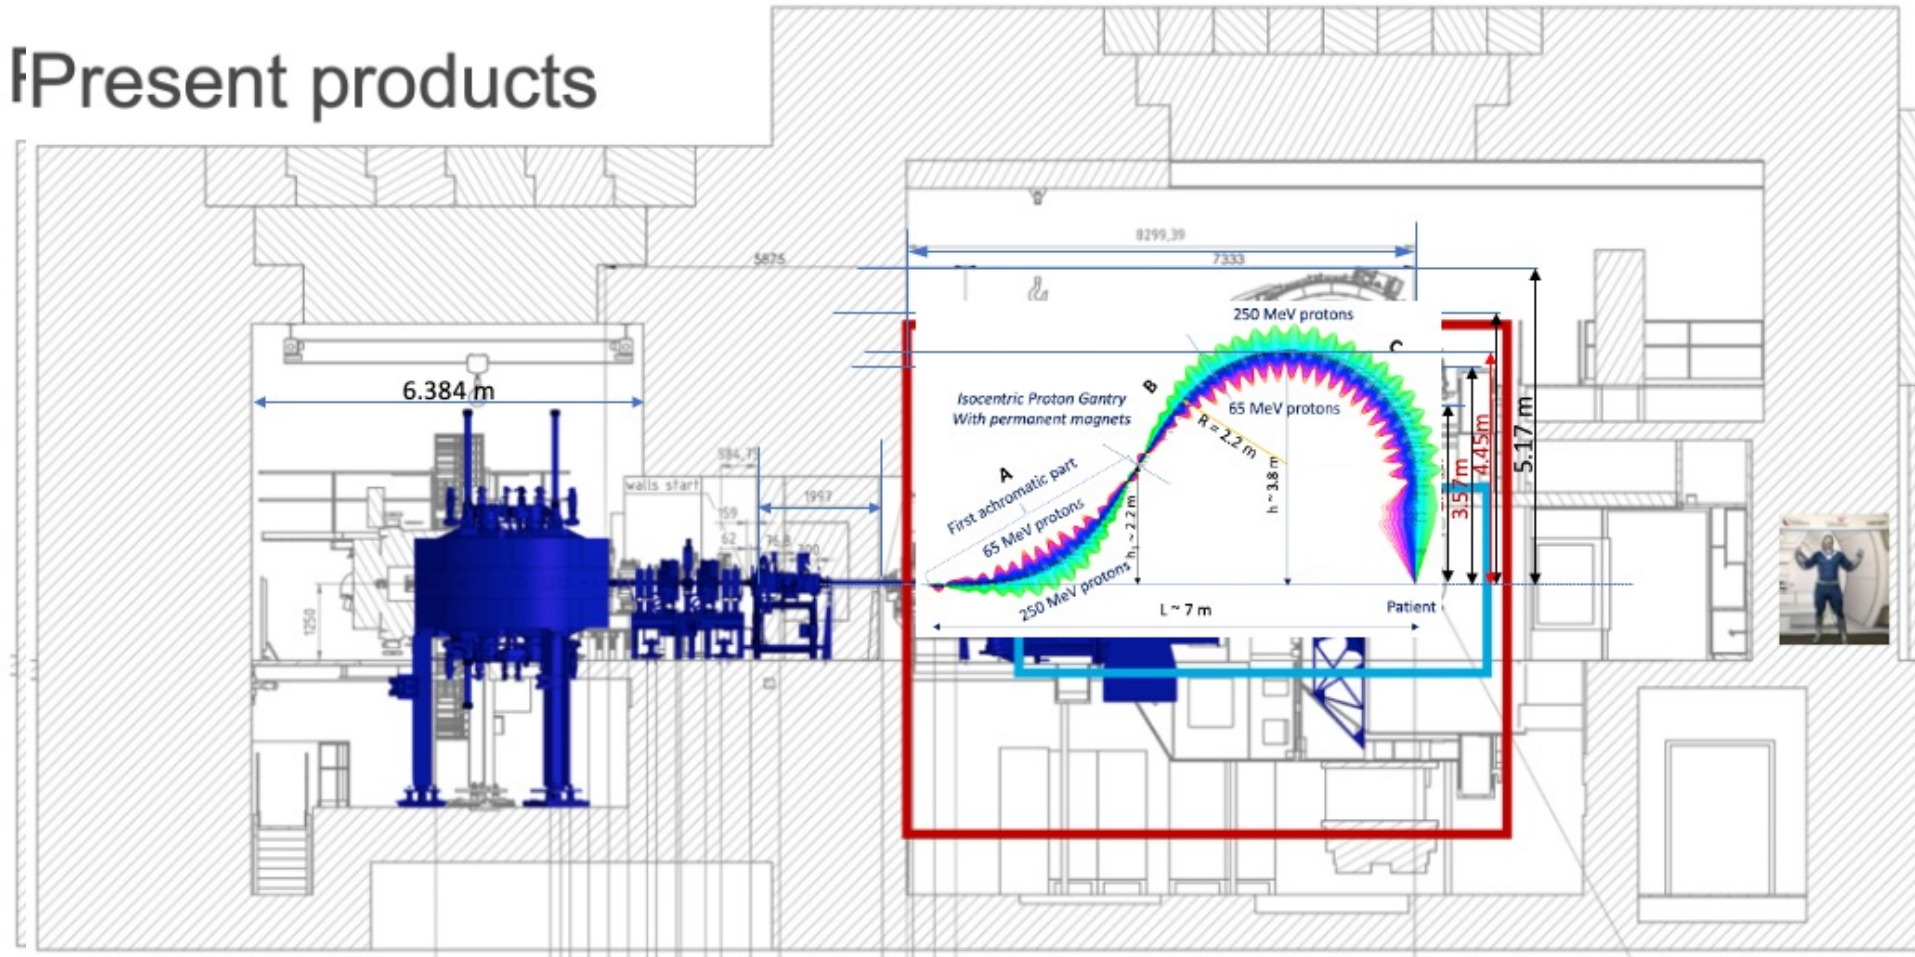 Present products
8299,39
5875
7333
250 MeV protons
C
6.384 m
B
Isocentric Proton Gantry
With permanent magnets
65 MeV protons
R = 2.2 m
4.45m
5.17 m
3.57m
584,75
walls start
1997
A
First achromatic part
65 MeV protons
h ~ 3.8 m
159
62
1250
250 MeV protons
L ~ 7 m
Patient